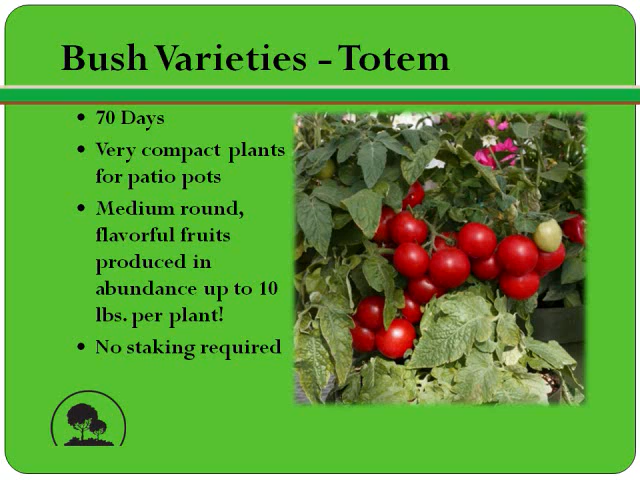 Bush Varieties - Totem
• 70 Days
• Very compact plants
for patio pots
• Medium round,
flavorful fruits
produced in
abundance up to 10
lbs. per plant!
• No staking required